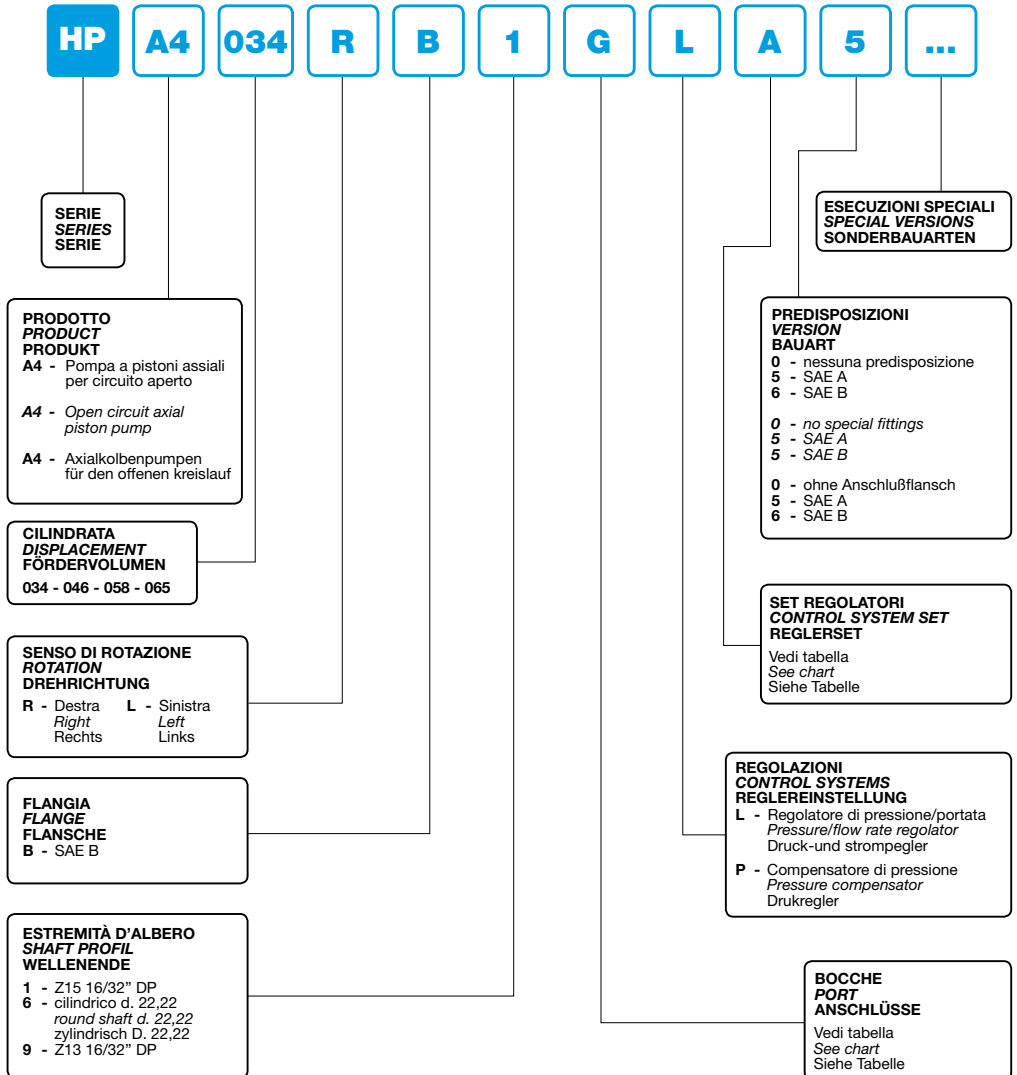 HP A4 034 R B 1 G L A 5 ...
SERIE
SERIES
SERIE
PRODOTTO
PRODUCT
PRODUKT
A4 - Pompa a pistoni assiali
per circuito aperto
A4 - Open circuit axial
piston pump
A4 - Axialkolbenpumpen
für den offenen kreislauf
CILINDRATA
DISPLACEMENT
FÖRDERVOLUMEN
034 - 046 - 058 - 065
SENSO DI ROTAZIONE
ROTATION
DREHRICHTUNG
R - Destra L - Sinistra
Right Left
Rechts Links
FLANGIA
FLANGE
FLANSCHE
B - SAE B
ESTREMITÀ D'ALBERO
SHAFT PROFIL
WELLENENDE
1 - Z15 16/32” DP
6 - cilindrico d. 22,22
round shaft d. 22,22
zylindrisch D. 22,22
9 - Z13 16/32” DP
ESECUZIONI SPECIALI
SPECIAL VERSIONS
SONDERBAUARTEN
PREDISPOSIZIONI
VERSION
BAUART
0 - nessuna predisposizione
5 - SAE A
6 - SAE B
0 - no special fittings
5 - SAE A
5 - SAE B
0 - ohne Anschlußflansch
5 - SAE A
6 - SAE B
SET REGOLATORI
CONTROL SYSTEM SET
REGLERSET
Vedi tabella
See chart
Siehe Tabelle
REGOLAZIONI
CONTROL SYSTEMS
REGLEREINSTELLUNG
L - Regolatore di pressione/portata
Pressure/flow rate regolator
Druck-und strompegler
P - Compensatore di pressione
Pressure compensator
Drukregler
BOCCHE
PORT
ANSCHLÜSSE
Vedi tabella
See chart
Siehe Tabelle